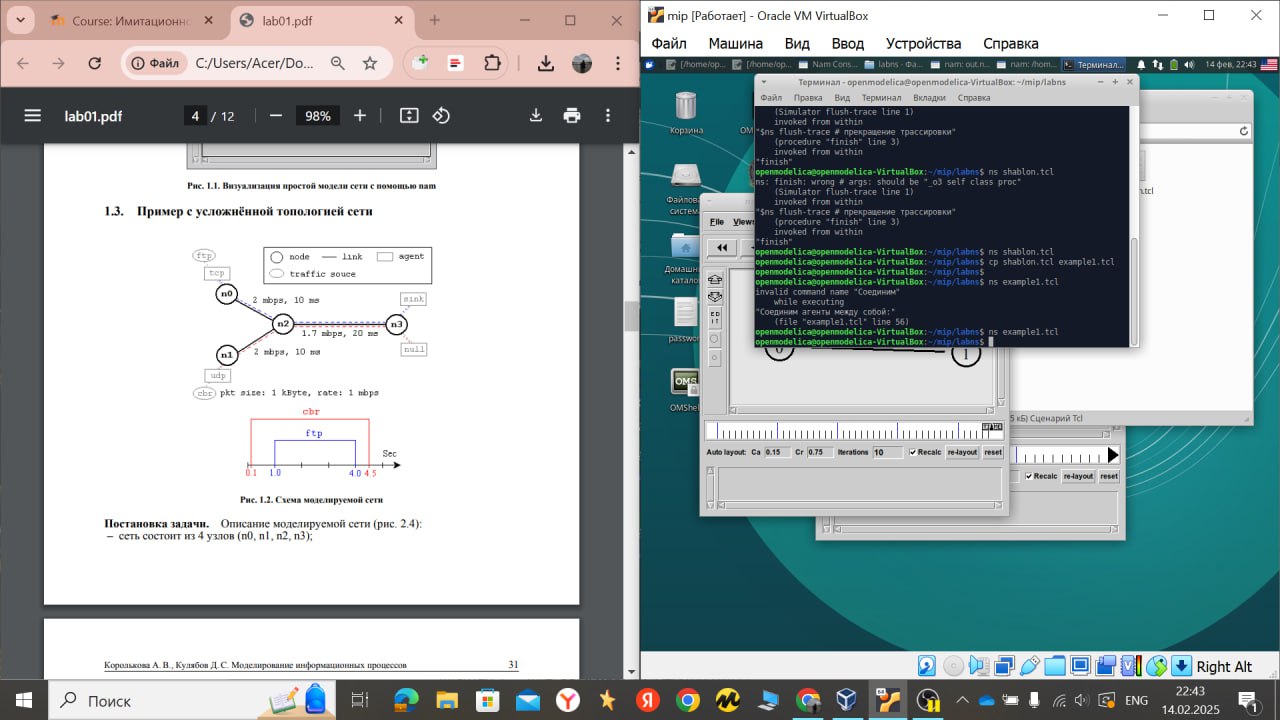 Course: Имитационно
lab01.pdf
Файл
C:/Users/Acer/Do...
lab01.pdf
4 / 12
98%
Рис. 1.1. Визуализация простой модели сети с помощью nam
1.3. Пример с усложнённой топологией сети
ftp
node
link
agent
tcp
traffic souce
n0
2 mbps, 10 ms
sink
n2
n3
1.7 mbps, 20 ms
n1
2 mbps, 10 ms
null
udp
cbr pkt size: 1 kByte, rate: 1 mbps
cbr
ftp
Sec
0.1 1.0 4.0 4.5
Рис. 1.2. Схема моделируемой сети
Постановка задачи. Описание моделируемой сети (рис. 2.4):
– сеть состоит из 4 узлов (n0, n1, n2, n3);
Королькова А. В., Кулябов Д. С. Моделирование информационных процессов 31
mip [Работает] - Oracle VM VirtualBox
Файл Машина Вид Ввод Устройства Справка
[/home/op... [/home/op... Nam Cons... labns - Фа... nam: out.n... nam: /hom... Терминал... 14 фев, 22:43
Корзина
Файлова
систем
Домашн
катало
passwor
OMShel
Терминал - openmodelica@openmodelica-VirtualBox: ~/mip/labns
Файл Правка Вид Терминал Вкладки Справка
(Simulator flush-trace line 1)
invoked from within
"$ns flush-trace # прекращение трассировки"
(procedure "finish" line 3)
invoked from within
"finish"
openmodelica@openmodelica-VirtualBox:~/mip/labns$ ns shablon.tcl
ns: finish: wrong # args: should be "_o3 self class proc"
(Simulator flush-trace line 1)
invoked from within
"$ns flush-trace # прекращение трассировки"
(procedure "finish" line 3)
invoked from within
"finish"
openmodelica@openmodelica-VirtualBox:~/mip/labns$ ns shablon.tcl
openmodelica@openmodelica-VirtualBox:~/mip/labns$ cp shablon.tcl example1.tcl
openmodelica@openmodelica-VirtualBox:~/mip/labns$
openmodelica@openmodelica-VirtualBox:~/mip/labns$ ns example1.tcl
invalid command name "Соединим"
while executing
"Соединим агенты между собой:"
(file "example1.tcl" line 56)
openmodelica@openmodelica-VirtualBox:~/mip/labns$ ns example1.tcl
openmodelica@openmodelica-VirtualBox:~/mip/labns$
n.tcl
File Views
EDIT
0 1
5 кБ) Сценарий Tcl
Auto layout: Ca 0.15 Cr 0.75 Iterations 10 Recalc re-layout reset
Recalc re-layout reset
Right Alt
Поиск
ENG
22:43
14.02.2025
1